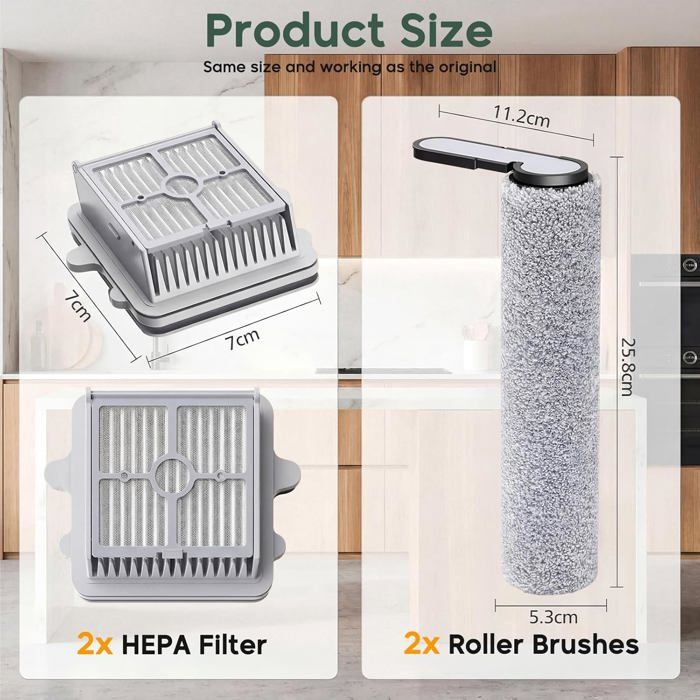 Product Size
Same size and working as the original
11.2cm
7cm
7cm
25.8cm
5.3cm
2x HEPA Filter
2x Roller Brushes